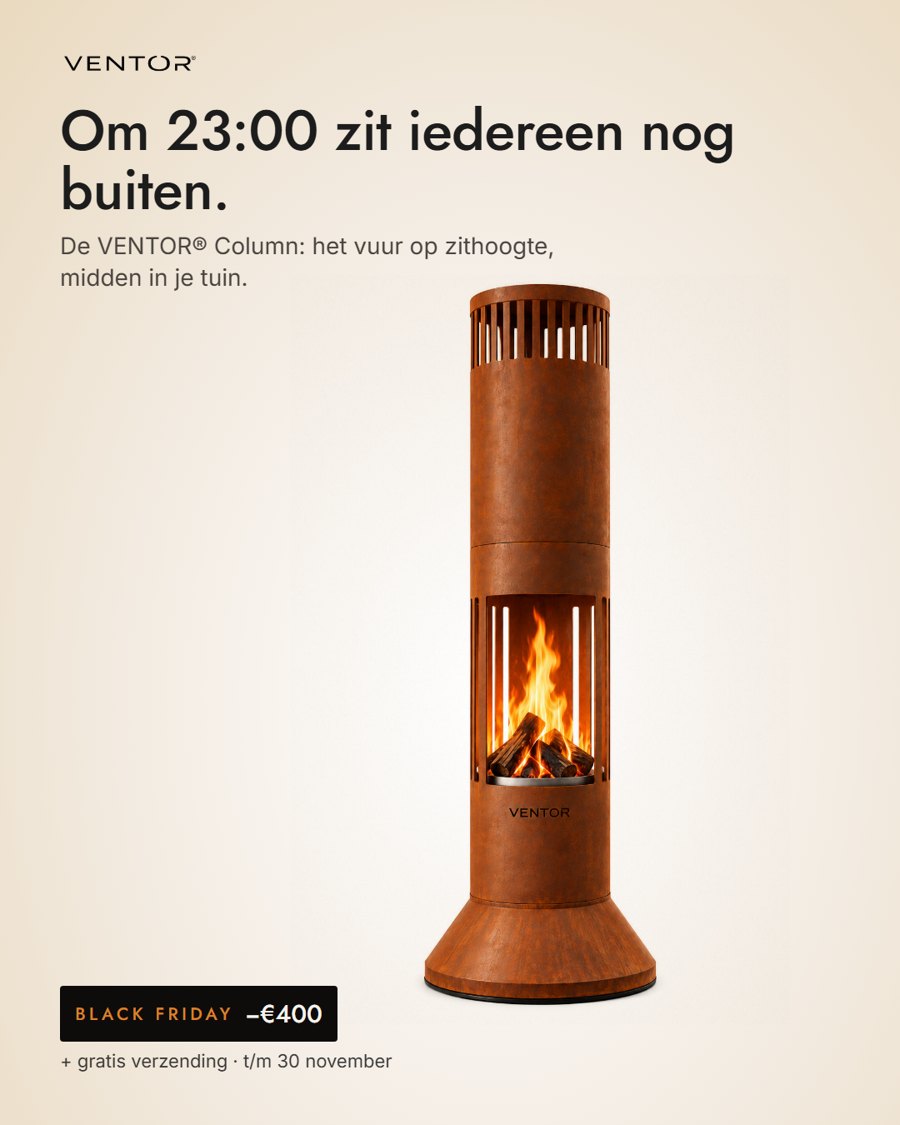 VENTOR®
Om 23:00 zit iedereen nog
buiten.
De VENTOR® Column: het vuur op zithoogte,
midden in je tuin.
VENTOR
BLACK FRIDAY –€400
+ gratis verzending · t/m 30 november